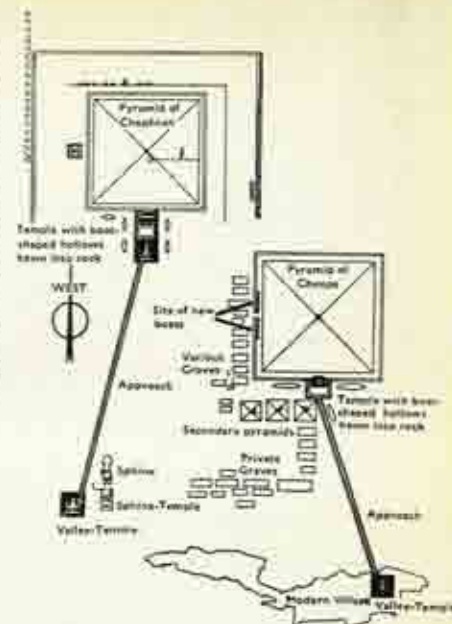 Pyramid of
Chephren
Temple with boat-
shaped hollows
hewn into rock
WEST
Pyramid of
Cheops
Site of new
boats
Various
Graves
Approach
Temple with boat-
shaped hollows
hewn into rock
Secondary pyramids
Private
Graves
Sphinx
Sphinx-Temple
Approach
Valley-Temple
Modern Village
Valley-Temple